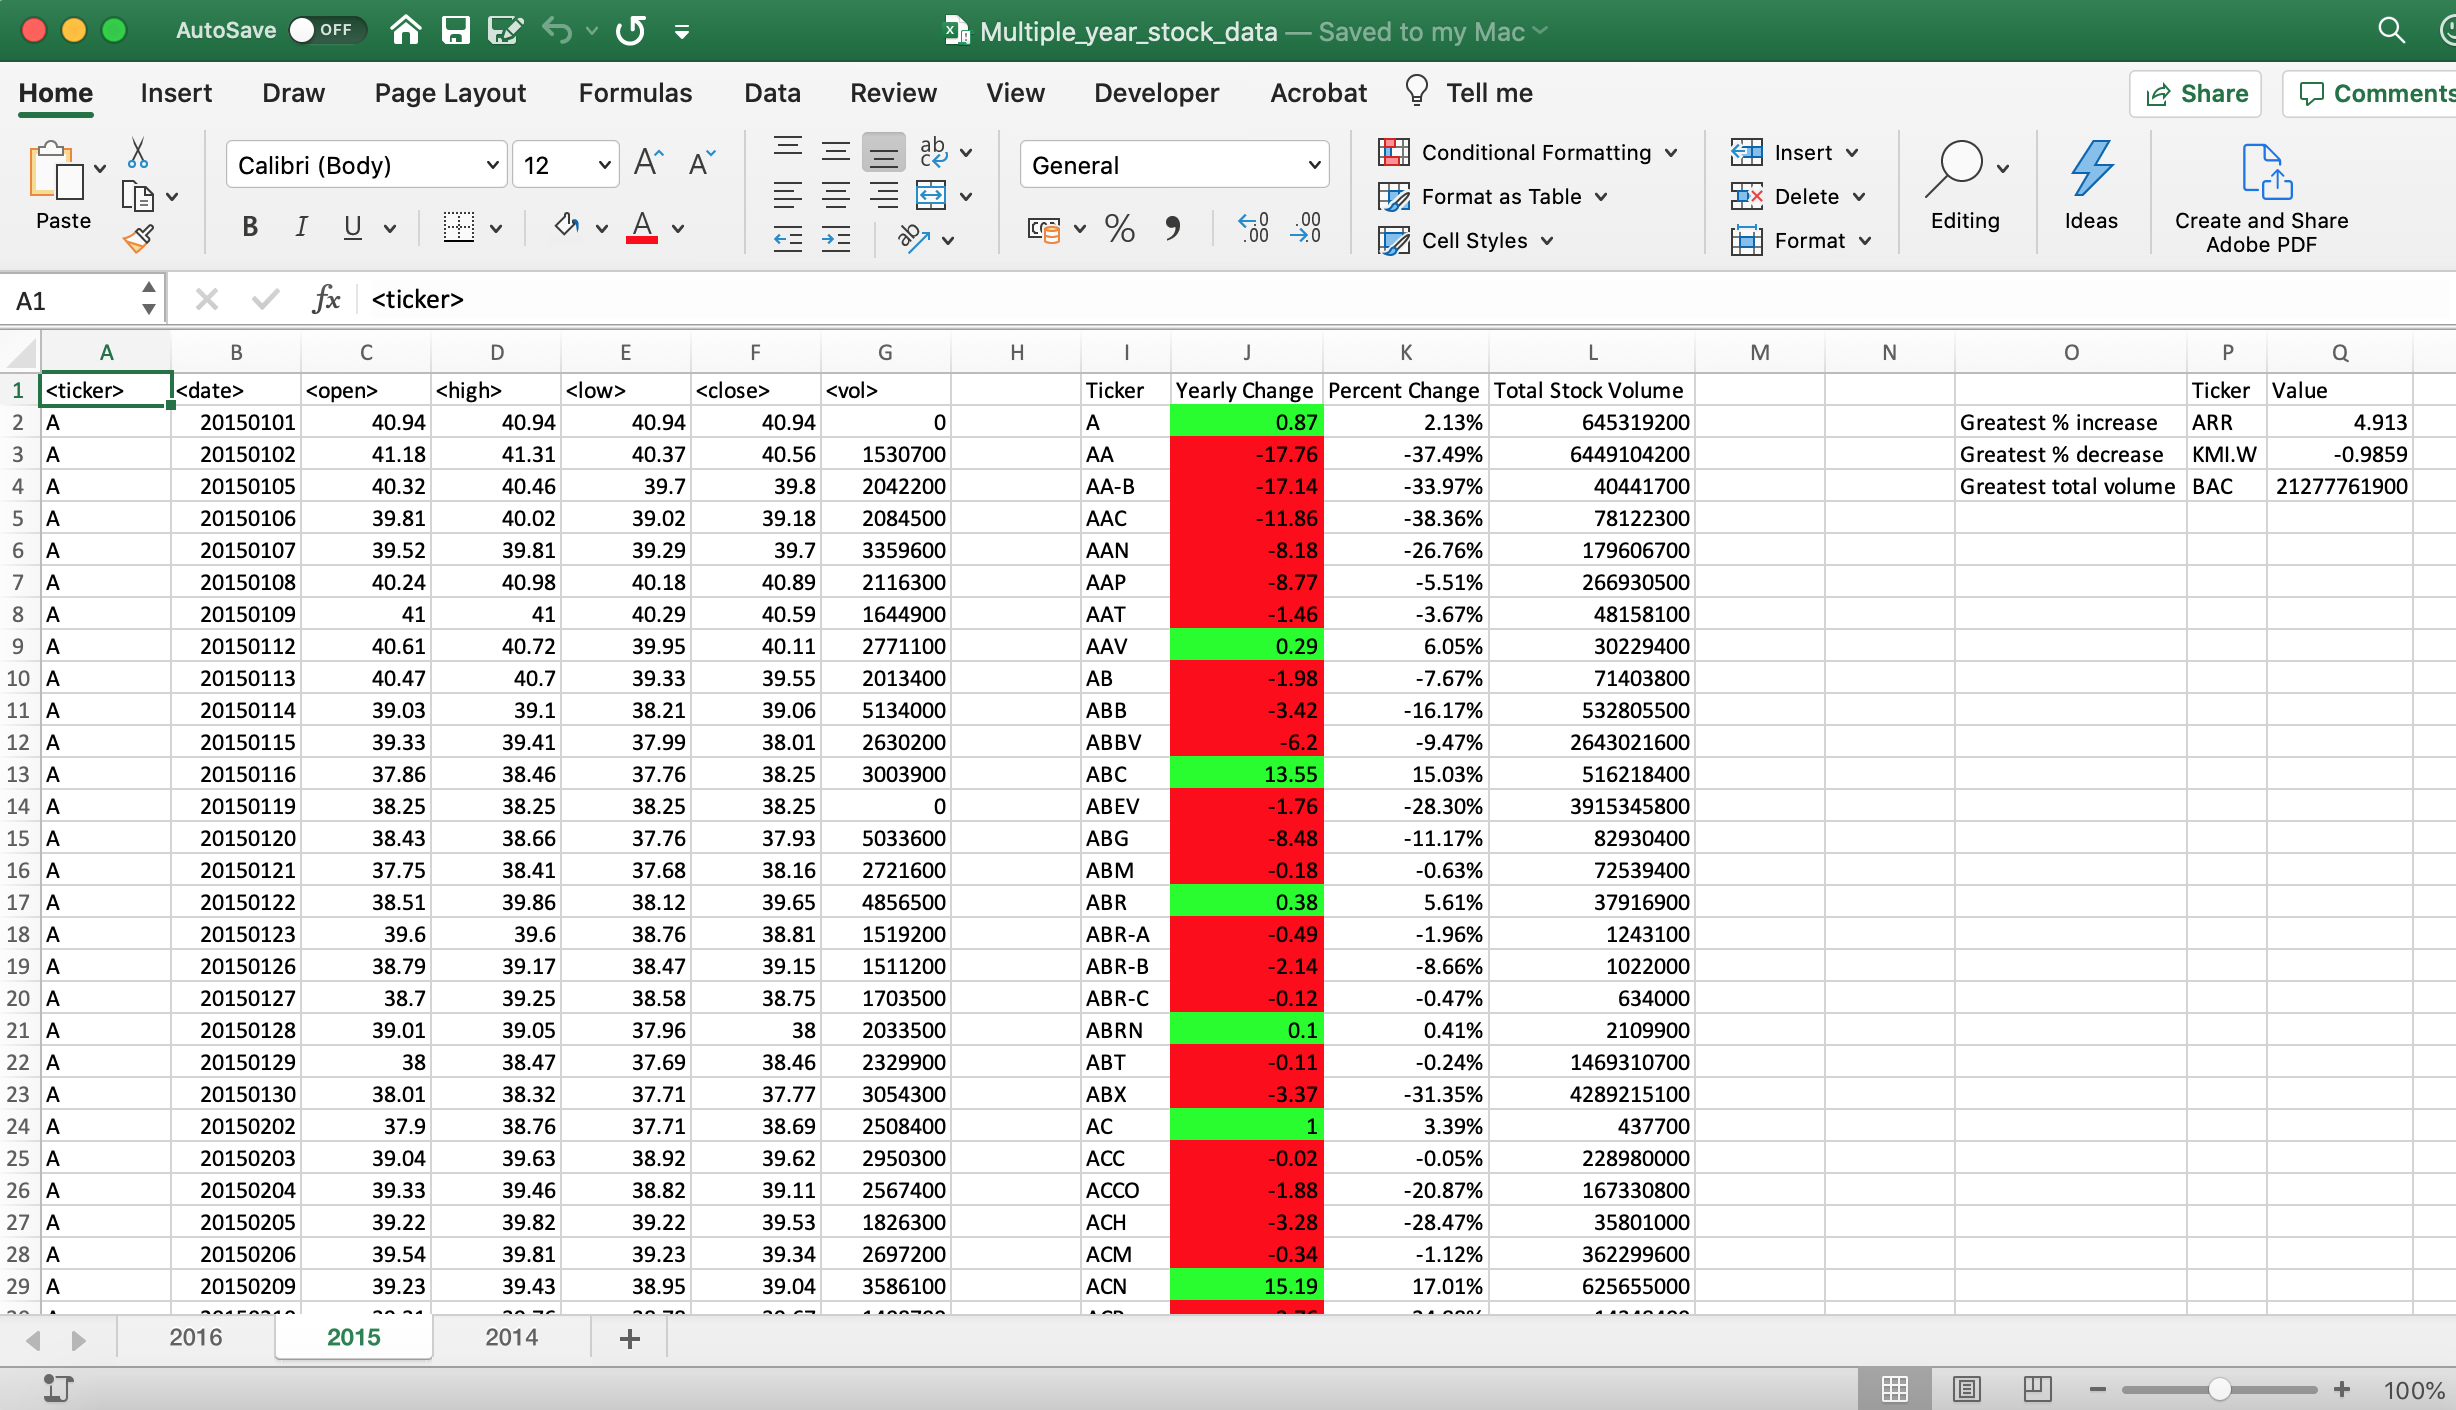 AutoSave OFF Multiple_year_stock_data — Saved to my Mac
Home Insert Draw Page Layout Formulas Data Review View Developer Acrobat Tell me Share Comments
Calibri (Body) 12 General Conditional Formatting Insert
Format as Table Delete
Paste Cell Styles Format Editing Ideas Create and Share
Adobe PDF
A1 fx <ticker>
A B C D E F G H I J K L M N O P Q
1 <ticker> <date> <open> <high> <low> <close> <vol> Ticker Yearly Change Percent Change Total Stock Volume Ticker Value
2 A 20150101 40.94 40.94 40.94 40.94 0 A 0.87 2.13% 645319200 Greatest % increase ARR 4.913
3 A 20150102 41.18 41.31 40.37 40.56 1530700 AA -17.76 -37.49% 6449104200 Greatest % decrease KMI.W -0.9859
4 A 20150105 40.32 40.46 39.7 39.8 2042200 AA-B -17.14 -33.97% 40441700 Greatest total volume BAC 21277761900
5 A 20150106 39.81 40.02 39.02 39.18 2084500 AAC -11.86 -38.36% 78122300
6 A 20150107 39.52 39.81 39.29 39.7 3359600 AAN -8.18 -26.76% 179606700
7 A 20150108 40.24 40.98 40.18 40.89 2116300 AAP -8.77 -5.51% 266930500
8 A 20150109 41 41 40.29 40.59 1644900 AAT -1.46 -3.67% 48158100
9 A 20150112 40.61 40.72 39.95 40.11 2771100 AAV 0.29 6.05% 30229400
10 A 20150113 40.47 40.7 39.33 39.55 2013400 AB -1.98 -7.67% 71403800
11 A 20150114 39.03 39.1 38.21 39.06 5134000 ABB -3.42 -16.17% 532805500
12 A 20150115 39.33 39.41 37.99 38.01 2630200 ABBV -6.2 -9.47% 2643021600
13 A 20150116 37.86 38.46 37.76 38.25 3003900 ABC 13.55 15.03% 516218400
14 A 20150119 38.25 38.25 38.25 38.25 0 ABEV -1.76 -28.30% 3915345800
15 A 20150120 38.43 38.66 37.76 37.93 5033600 ABG -8.48 -11.17% 82930400
16 A 20150121 37.75 38.41 37.68 38.16 2721600 ABM -0.18 -0.63% 72539400
17 A 20150122 38.51 39.86 38.12 39.65 4856500 ABR 0.38 5.61% 37916900
18 A 20150123 39.6 39.6 38.76 38.81 1519200 ABR-A -0.49 -1.96% 1243100
19 A 20150126 38.79 39.17 38.47 39.15 1511200 ABR-B -2.14 -8.66% 1022000
20 A 20150127 38.7 39.25 38.58 38.75 1703500 ABR-C -0.12 -0.47% 634000
21 A 20150128 39.01 39.05 37.96 38 2033500 ABRN 0.1 0.41% 2109900
22 A 20150129 38 38.47 37.69 38.46 2329900 ABT -0.11 -0.24% 1469310700
23 A 20150130 38.01 38.32 37.71 37.77 3054300 ABX -3.37 -31.35% 4289215100
24 A 20150202 37.9 38.76 37.71 38.69 2508400 AC 1 3.39% 437700
25 A 20150203 39.04 39.63 38.92 39.62 2950300 ACC -0.02 -0.05% 228980000
26 A 20150204 39.33 39.46 38.82 39.11 2567400 ACCO -1.88 -20.87% 167330800
27 A 20150205 39.22 39.82 39.22 39.53 1826300 ACH -3.28 -28.47% 35801000
28 A 20150206 39.54 39.81 39.23 39.34 2697200 ACM -0.34 -1.12% 362299600
29 A 20150209 39.23 39.43 38.95 39.04 3586100 ACN 15.19 17.01% 625655000
2016 2015 2014
100%